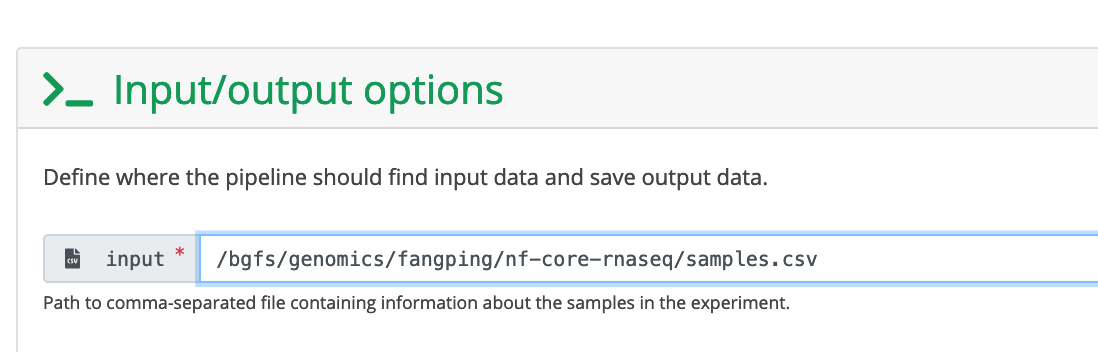 >_ Input/output options
Define where the pipeline should find input data and save output data.
CSV input * /bgfs/genomics/fangping/nf-core-rnaseq/samples.csv
Path to comma-separated file containing information about the samples in the experiment.